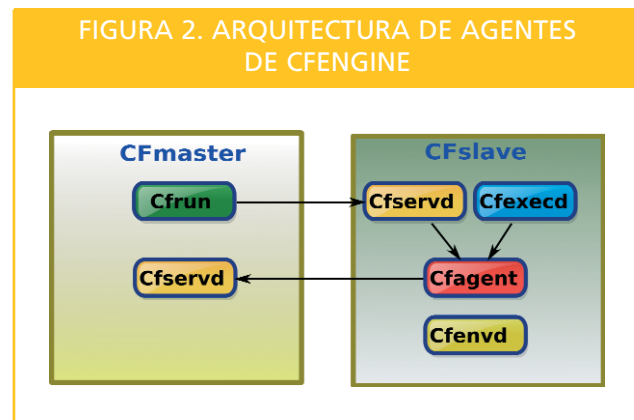 FIGURA 2. ARQUITECTURA DE AGENTES
DE CFENGINE
CFmaster
Cfrun
Cfservd
CFslave
Cfservd
Cfexecd
Cfagent
Cfenvd